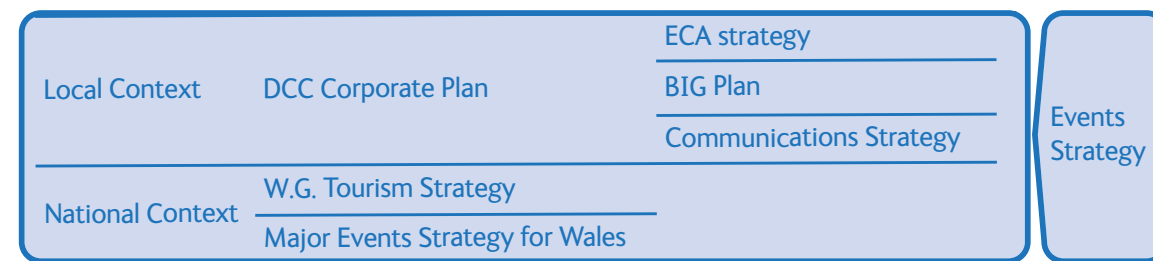 ECA strategy
Local Context DCC Corporate Plan BIG Plan
Communications Strategy
W.G. Tourism Strategy
National Context
Major Events Strategy for Wales
Events
Strategy